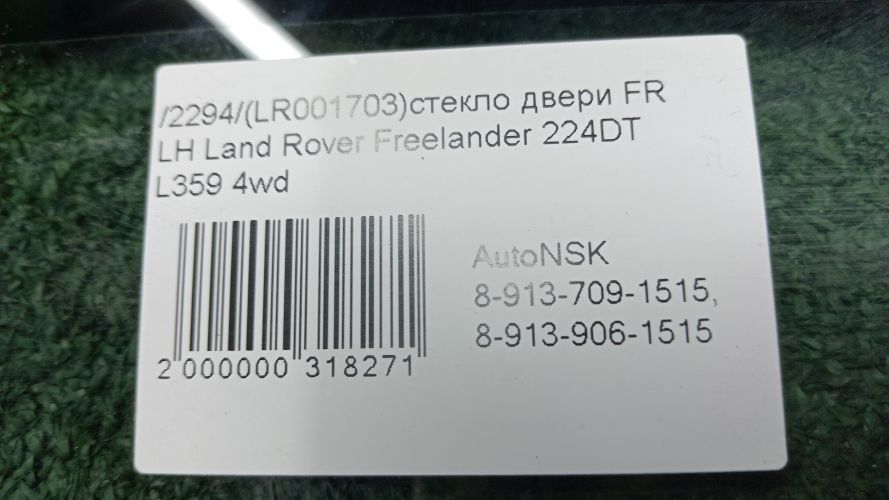 /2294/(LR001703)стекло двери FR
LH Land Rover Freelander 224DT
L359 4wd
AutoNSK
8-913-709-1515,
8-913-906-1515
2 000000 318271